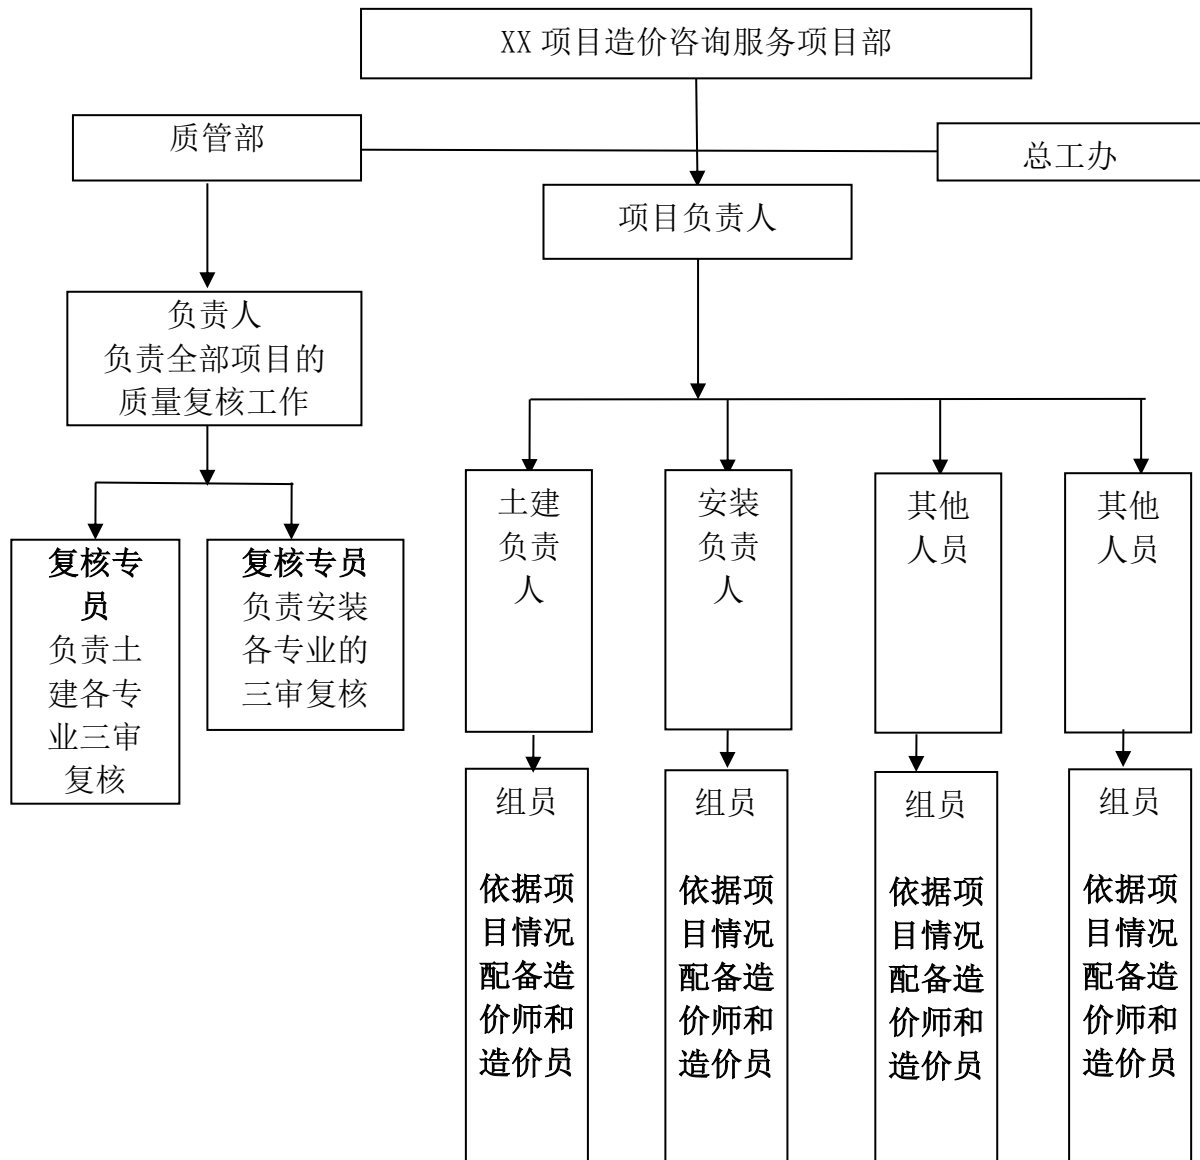 XX 项目造价咨询服务项目部
质管部
总工办
项目负责人
负责人
负责全部项目的
质量复核工作
复核专
员
负责土
建各专
业三审
复核
复核专员
负责安装
各专业的
三审复核
土建
负责
人
安装
负责
人
其他
人员
其他
人员
组员
依据项
目情况
配备造
价师和
造价员
组员
依据项
目情况
配备造
价师和
造价员
组员
依据项
目情况
配备造
价师和
造价员
组员
依据项
目情况
配备造
价师和
造价员